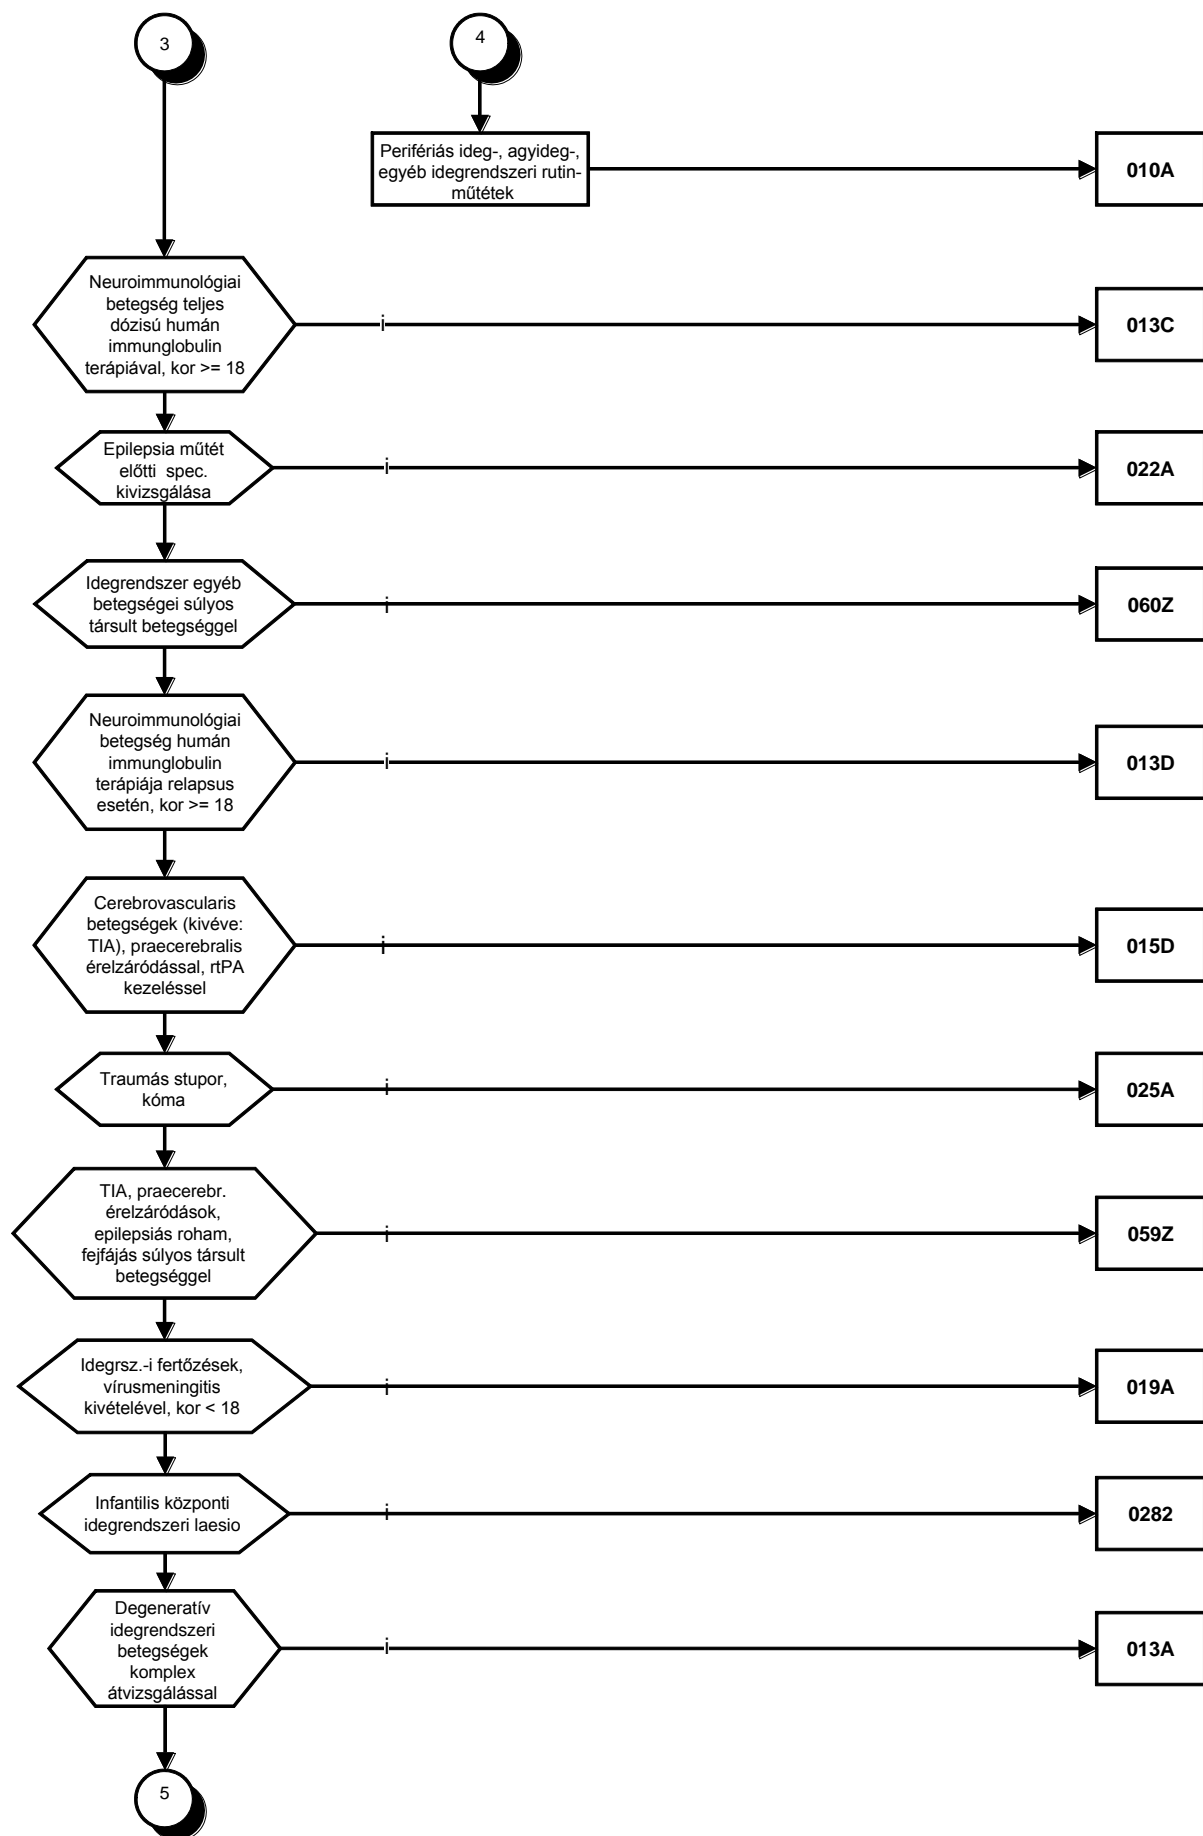 3
4
Perifériás ideg-, agyideg-,
egyéb idegrendszeri rutin-
műtétek
010A
Neuroimmunológiai
betegség teljes
dózisú humán
immunglobulin
terápiával, kor >= 18
i
013C
Epilepsia műtét
előtti spec.
kivizsgálása
i
022A
Idegrendszer egyéb
betegségei súlyos
társult betegséggel
i
060Z
Neuroimmunológiai
betegség humán
immunglobulin
terápiája relapsus
esetén, kor >= 18
i
013D
Cerebrovascularis
betegségek (kivéve:
TIA), praecerebralis
érelzáródással, rtPA
kezeléssel
i
015D
Traumás stupor,
kóma
i
025A
TIA, praecerebr.
érelzáródások,
epilepsiás roham,
fejfájás súlyos társult
betegséggel
i
059Z
Idegrsz.-i fertőzések,
vírusmeningitis
kivételével, kor < 18
i
019A
Infantilis központi
idegrendszeri laesio
i
0282
Degeneratív
idegrendszeri
betegségek
komplex
átvizsgálással
i
013A
5